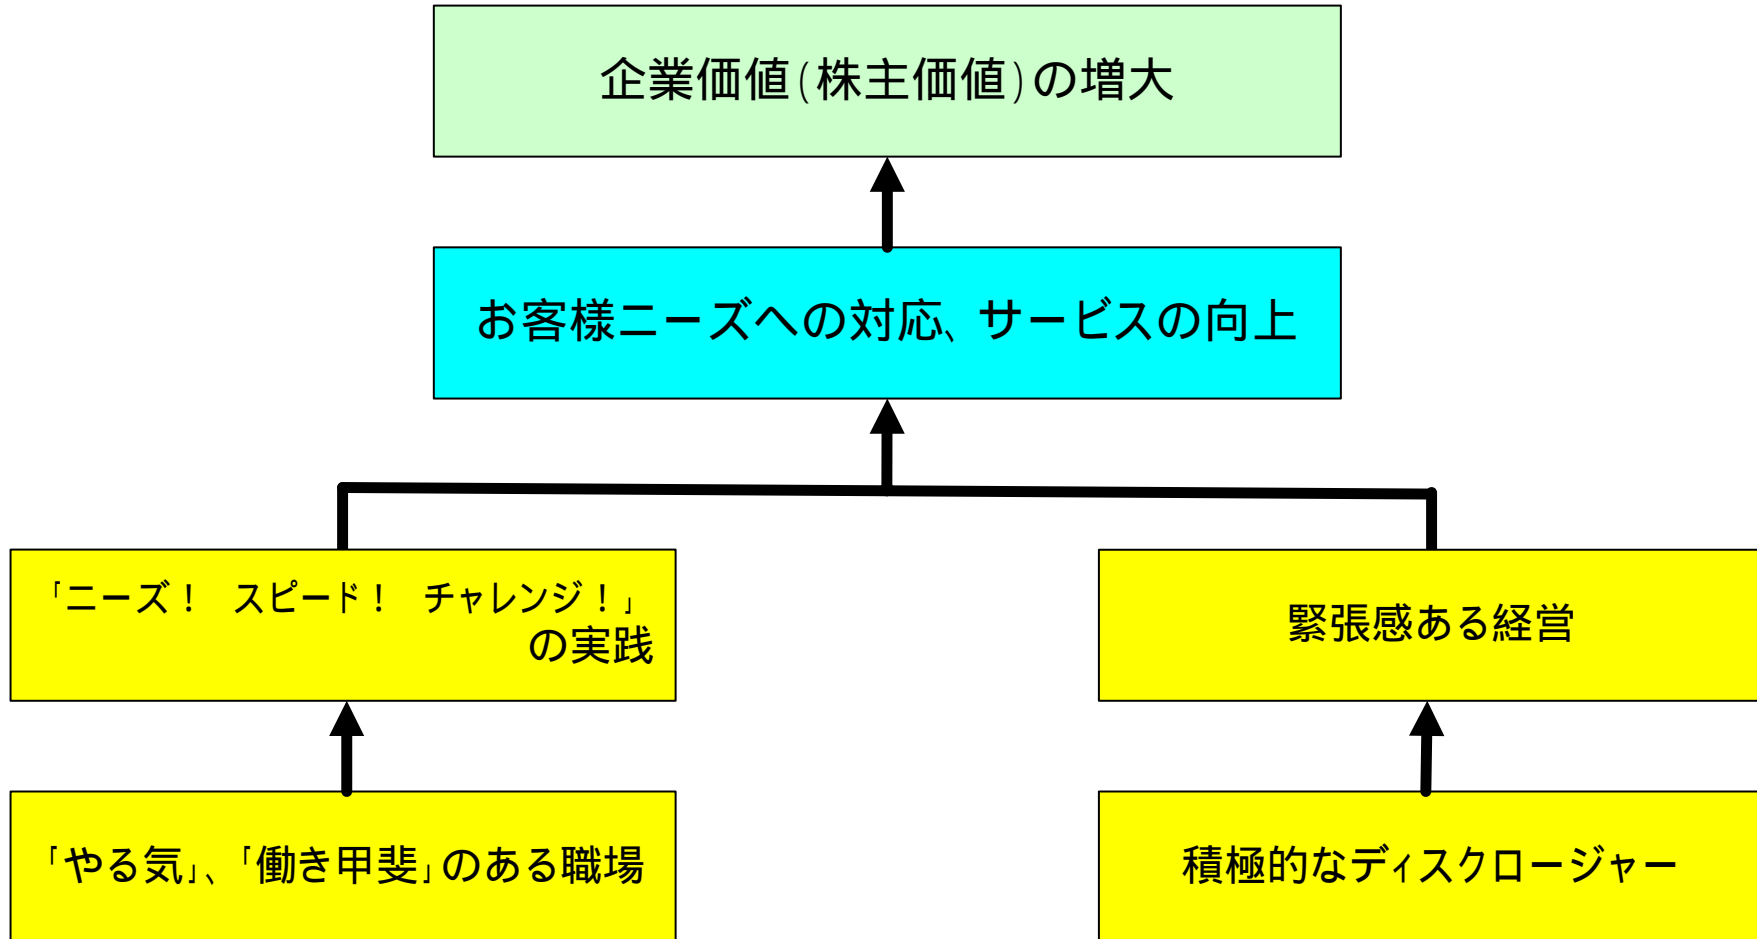 企業価値(株主価値)の増大
お客様ニーズへの対応、サービスの向上
「ニーズ！　スピード！　チャレンジ！」
の実践
緊張感ある経営
「やる気」、「働き甲斐」のある職場
積極的なディスクロージャー